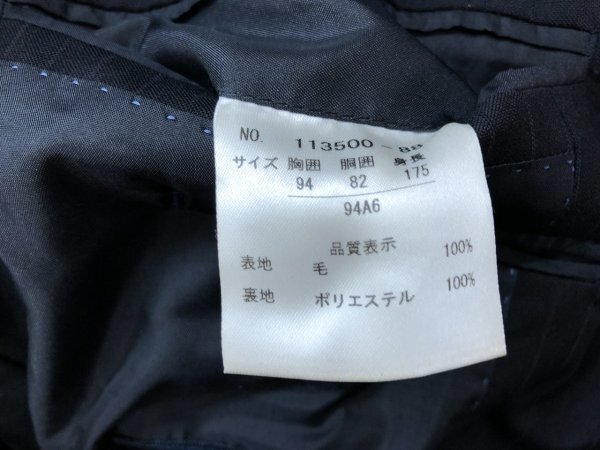 NO. 113500-88
サイズ 胸囲 胴囲 身長
94 82 175
94A6
品質表示
表地 毛 100%
裏地 ポリエステル 100%